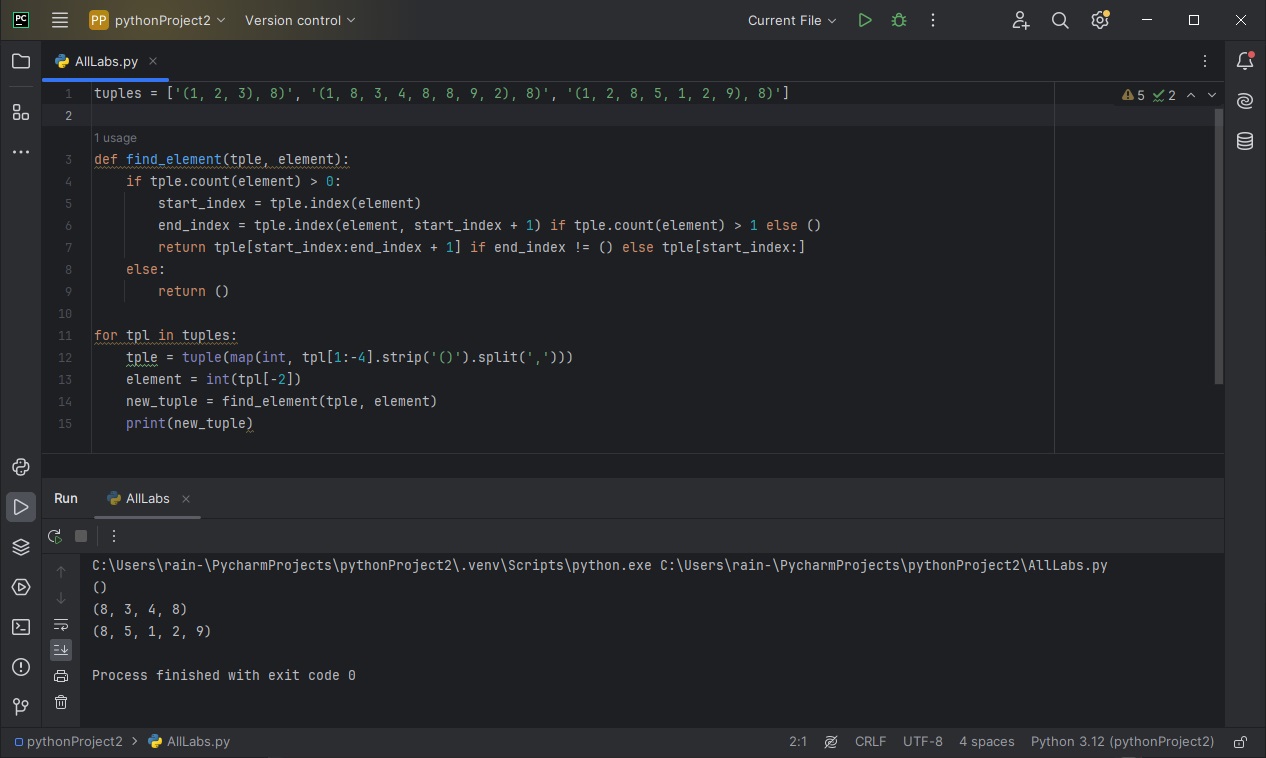 PC PP pythonProject2 Version control Current File
AllLabs.py
1 tuples = ['(1, 2, 3), 8)', '(1, 8, 3, 4, 8, 8, 9, 2), 8)', '(1, 2, 8, 5, 1, 2, 9), 8)'] 5 2
2
1 usage
3 def find_element(tple, element):
4 if tple.count(element) > 0:
5 start_index = tple.index(element)
6 end_index = tple.index(element, start_index + 1) if tple.count(element) > 1 else ()
7 return tple[start_index:end_index + 1] if end_index != () else tple[start_index:]
8 else:
9 return ()
10
11 for tpl in tuples:
12 tple = tuple(map(int, tpl[1:-4].strip('()').split(',')))
13 element = int(tpl[-2])
14 new_tuple = find_element(tple, element)
15 print(new_tuple)
Run AllLabs
C:\Users\rain-\PycharmProjects\pythonProject2\.venv\Scripts\python.exe C:\Users\rain-\PycharmProjects\pythonProject2\AllLabs.py
()
(8, 3, 4, 8)
(8, 5, 1, 2, 9)
Process finished with exit code 0
pythonProject2 > AllLabs.py 2:1 CRLF UTF-8 4 spaces Python 3.12 (pythonProject2)